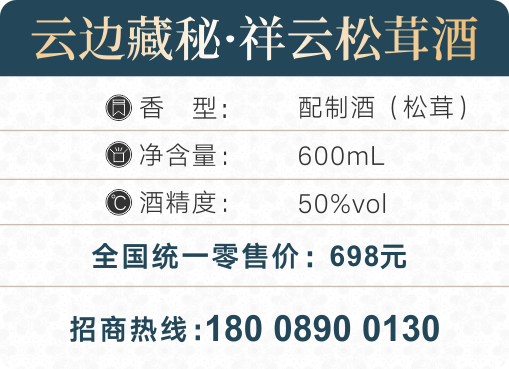 云边藏秘·祥云松茸酒
香 型： 配制酒（松茸）
净含量： 600mL
酒精度： 50%vol
全国统一零售价：698元
招商热线:180 0890 0130